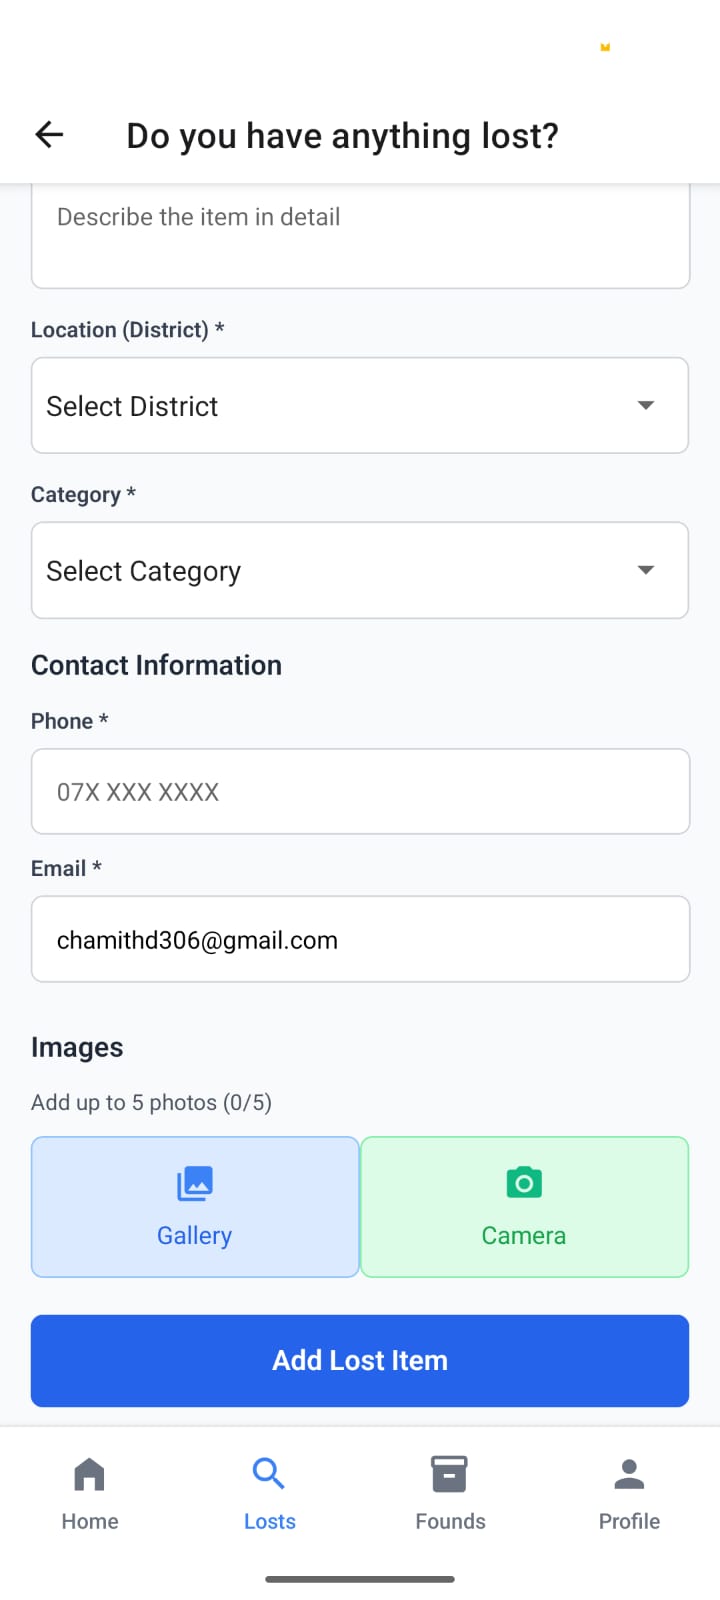 Do you have anything lost?
Describe the item in detail
Location (District) *
Select District
Category *
Select Category
Contact Information
Phone *
07X XXX XXXX
Email *
chamithd306@gmail.com
Images
Add up to 5 photos (0/5)
Gallery
Camera
Add Lost Item
Home
Losts
Founds
Profile